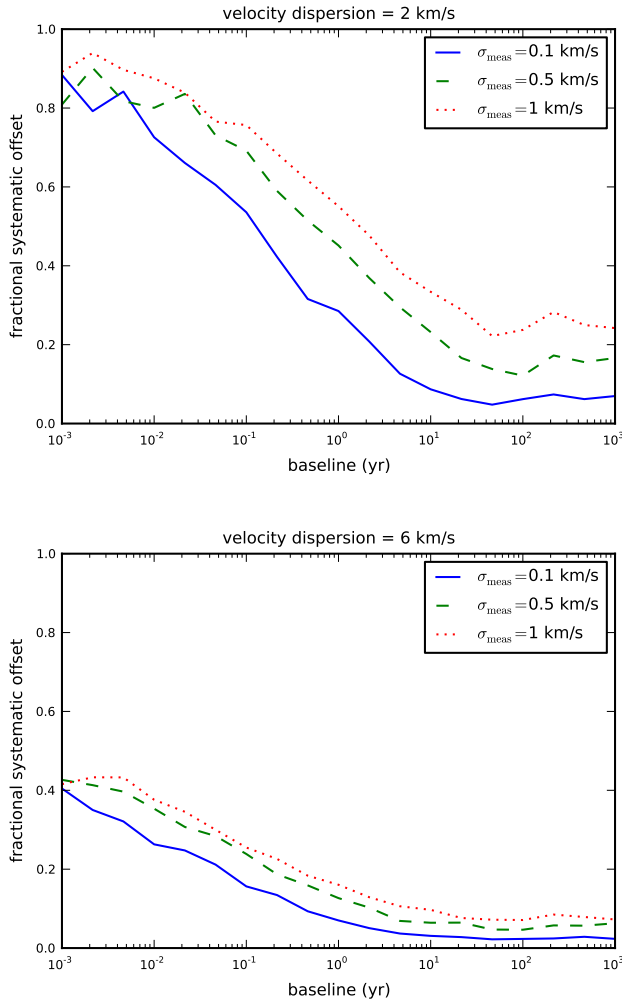 velocity dispersion = 2 km/s
1.0
σmeas=0.1 km/s
σmeas=0.5 km/s
σmeas=1 km/s
0.8
0.6
0.4
0.2
0.0
fractional systematic offset
10⁻³ 10⁻² 10⁻¹ 10⁰ 10¹ 10² 10³
baseline (yr)
velocity dispersion = 6 km/s
1.0
σmeas=0.1 km/s
σmeas=0.5 km/s
σmeas=1 km/s
0.8
0.6
0.4
0.2
0.0
fractional systematic offset
10⁻³ 10⁻² 10⁻¹ 10⁰ 10¹ 10² 10³
baseline (yr)